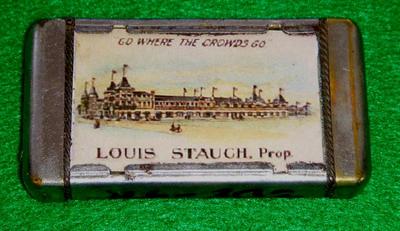 "GO WHERE THE CROWDS GO"
LOUIS STAUCH, Prop.